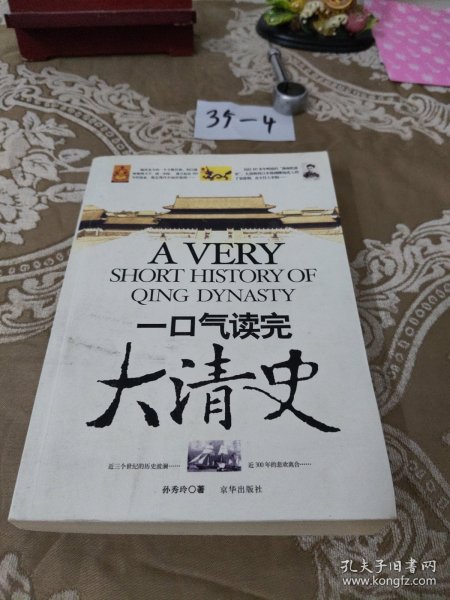 35-4
A VERY
SHORT HISTORY OF
QING DYNASTY
一口气读完
大清史
近三个世纪的历史波澜……
近300年的悲欢离合……
孙秀玲◎著
京华出版社
孔夫子旧书网
www.kongfz.com